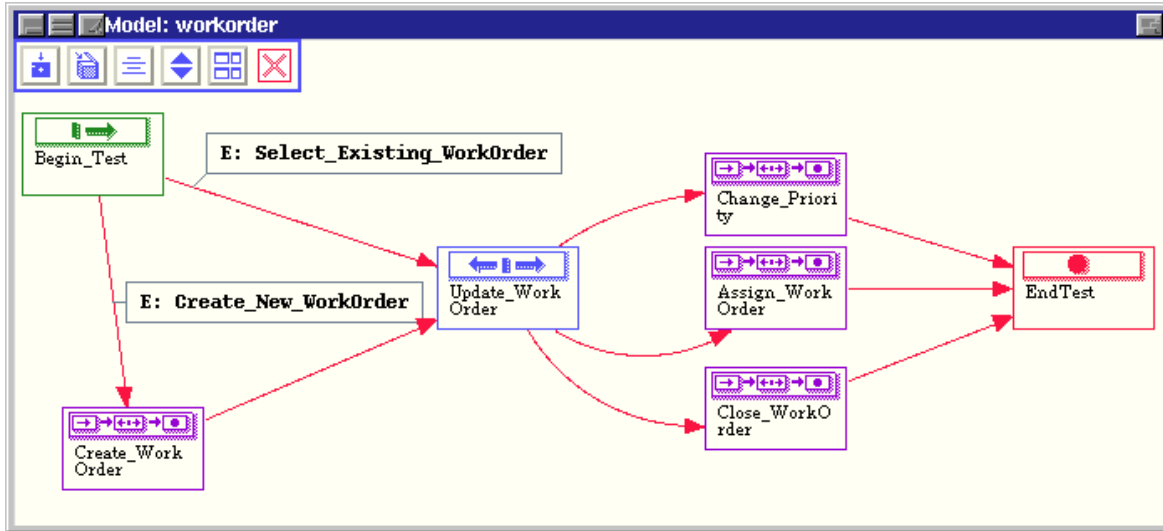 Model: workorder
Begin_Test
E: Select_Existing_WorkOrder
Change_Priori
ty
Update_Work
Order
Assign_Work
Order
EndTest
E: Create_New_WorkOrder
Close_WorkO
rder
Create_Work
Order